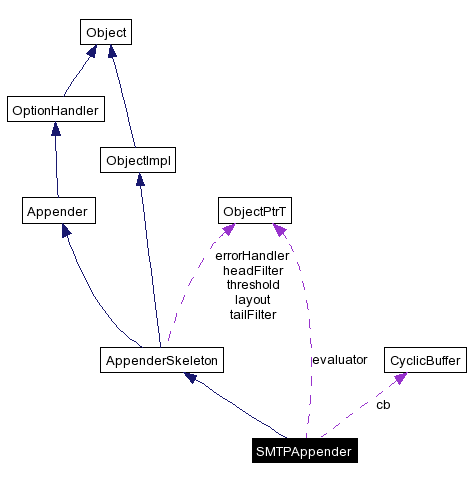 Object
OptionHandler
ObjectImpl
Appender
ObjectPtrT
errorHandler
headFilter
threshold
layout
tailFilter
AppenderSkeleton
evaluator
CyclicBuffer
cb
SMTPAppender